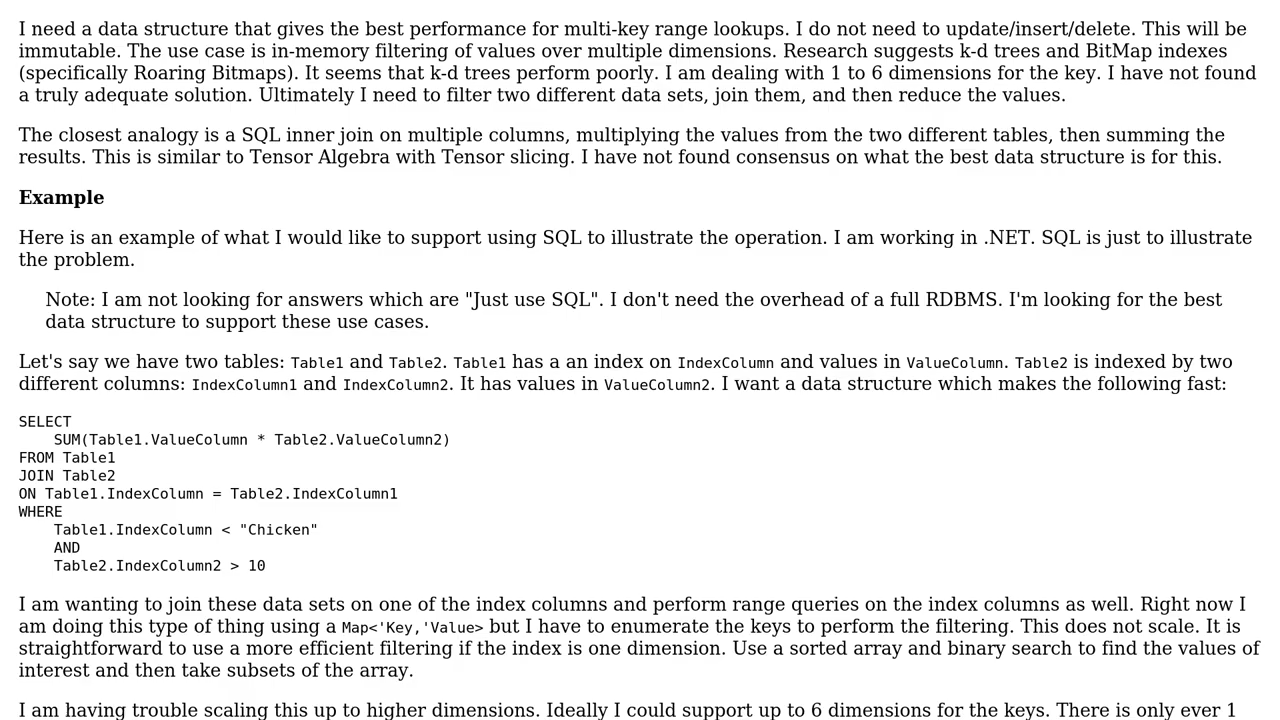 I need a data structure that gives the best performance for multi-key range lookups. I do not need to update/insert/delete. This will be
immutable. The use case is in-memory filtering of values over multiple dimensions. Research suggests k-d trees and BitMap indexes
(specifically Roaring Bitmaps). It seems that k-d trees perform poorly. I am dealing with 1 to 6 dimensions for the key. I have not found
a truly adequate solution. Ultimately I need to filter two different data sets, join them, and then reduce the values.
The closest analogy is a SQL inner join on multiple columns, multiplying the values from the two different tables, then summing the
results. This is similar to Tensor Algebra with Tensor slicing. I have not found consensus on what the best data structure is for this.
Example
Here is an example of what I would like to support using SQL to illustrate the operation. I am working in .NET. SQL is just to illustrate
the problem.
Note: I am not looking for answers which are "Just use SQL". I don't need the overhead of a full RDBMS. I'm looking for the best
data structure to support these use cases.
Let's say we have two tables: Table1 and Table2. Table1 has a an index on IndexColumn and values in ValueColumn. Table2 is indexed by two
different columns: IndexColumn1 and IndexColumn2. It has values in ValueColumn2. I want a data structure which makes the following fast:
SELECT
    SUM(Table1.ValueColumn * Table2.ValueColumn2)
FROM Table1
JOIN Table2
ON Table1.IndexColumn = Table2.IndexColumn1
WHERE
    Table1.IndexColumn < "Chicken"
    AND
    Table2.IndexColumn2 > 10
I am wanting to join these data sets on one of the index columns and perform range queries on the index columns as well. Right now I
am doing this type of thing using a Map<'Key,'Value> but I have to enumerate the keys to perform the filtering. This does not scale. It is
straightforward to use a more efficient filtering if the index is one dimension. Use a sorted array and binary search to find the values of
interest and then take subsets of the array.
I am having trouble scaling this up to higher dimensions. Ideally I could support up to 6 dimensions for the keys. There is only ever 1